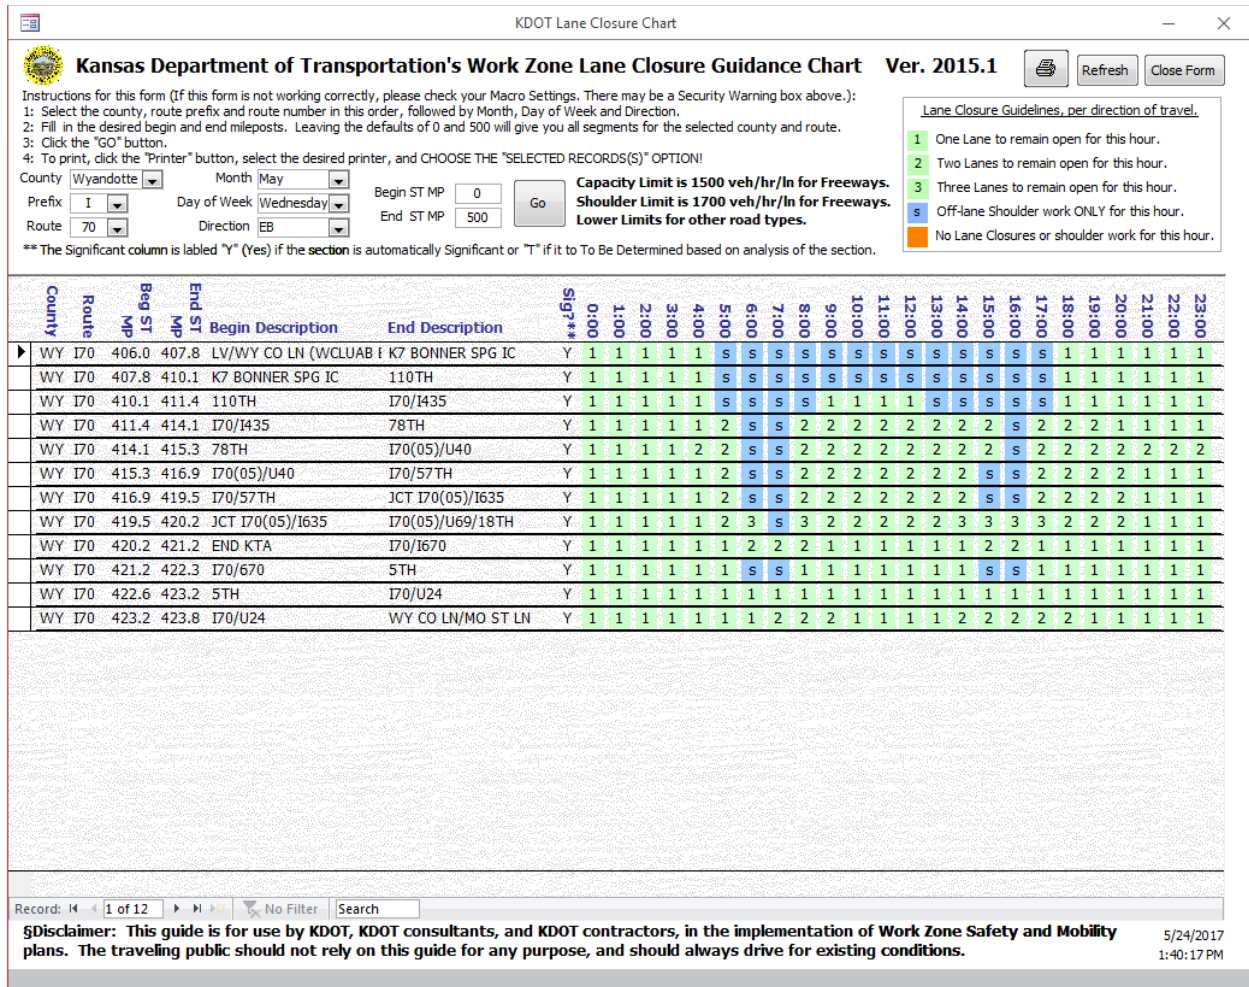 KDOT Lane Closure Chart
Kansas Department of Transportation's Work Zone Lane Closure Guidance Chart Ver. 2015.1
Refresh Close Form
Instructions for this form (If this form is not working correctly, please check your Macro Settings. There may be a Security Warning box above.):
1: Select the county, route prefix and route number in this order, followed by Month, Day of Week and Direction.
2: Fill in the desired begin and end mileposts. Leaving the defaults of 0 and 500 will give you all segments for the selected county and route.
3: Click the "GO" button.
4: To print, click the "Printer" button, select the desired printer, and CHOOSE THE "SELECTED RECORDS(S)" OPTION!
Lane Closure Guidelines, per direction of travel.
1 One Lane to remain open for this hour.
2 Two Lanes to remain open for this hour.
3 Three Lanes to remain open for this hour.
s Off-lane Shoulder work ONLY for this hour.
No Lane Closures or shoulder work for this hour.
County Wyandotte Month May
Prefix I Day of Week Wednesday
Route 70 Direction EB
Begin ST MP 0
End ST MP 500
Go
Capacity Limit is 1500 veh/hr/ln for Freeways.
Shoulder Limit is 1700 veh/hr/ln for Freeways.
Lower Limits for other road types.
** The Significant column is labled "Y" (Yes) if the section is automatically Significant or "T" if it to To Be Determined based on analysis of the section.
County Route Beg ST MP End ST MP Begin Description End Description Sig?** 0:00 1:00 2:00 3:00 4:00 5:00 6:00 7:00 8:00 9:00 10:00 11:00 12:00 13:00 14:00 15:00 16:00 17:00 18:00 19:00 20:00 21:00 22:00 23:00
WY I70 406.0 407.8 LV/WY CO LN (WCLUAB E K7 BONNER SPG IC Y 1 1 1 1 1 s s s s s s s s s s s s s 1 1 1 1 1 1
WY I70 407.8 410.1 K7 BONNER SPG IC 110TH Y 1 1 1 1 1 s s s s s s s s s s s s s 1 1 1 1 1 1
WY I70 410.1 411.4 110TH I70/I435 Y 1 1 1 1 1 s s s s 1 1 1 1 s s s s s 1 1 1 1 1 1
WY I70 411.4 414.1 I70/I435 78TH Y 1 1 1 1 1 2 s s 2 2 2 2 2 2 2 2 s 2 2 2 1 1 1 1
WY I70 414.1 415.3 78TH I70(05)/U40 Y 1 1 1 1 2 2 s s 2 2 2 2 2 2 2 2 s 2 2 2 2 2 2 2
WY I70 415.3 416.9 I70(05)/U40 I70/57TH Y 1 1 1 1 1 2 s s 2 2 2 2 2 2 2 s s 2 2 2 2 1 1 1
WY I70 416.9 419.5 I70/57TH JCT I70(05)/I635 Y 1 1 1 1 1 2 s s 2 2 2 2 2 2 2 s s 2 2 2 2 1 1 1
WY I70 419.5 420.2 JCT I70(05)/I635 I70(05)/U69/18TH Y 1 1 1 1 1 2 3 s 3 2 2 2 2 2 3 3 3 3 2 2 2 1 1 1
WY I70 420.2 421.2 END KTA I70/I670 Y 1 1 1 1 1 1 2 2 2 1 1 1 1 1 1 2 2 1 1 1 1 1 1 1
WY I70 421.2 422.3 I70/670 5TH Y 1 1 1 1 1 1 s s 1 1 1 1 1 1 1 s s 1 1 1 1 1 1 1
WY I70 422.6 423.2 5TH I70/U24 Y 1 1 1 1 1 1 1 1 1 1 1 1 1 1 1 1 1 1 1 1 1 1 1 1
WY I70 423.2 423.8 I70/U24 WY CO LN/MO ST LN Y 1 1 1 1 1 1 1 2 2 2 1 1 1 1 2 2 2 2 2 1 1 1 1 1
Record: 1 of 12 No Filter Search
§Disclaimer: This guide is for use by KDOT, KDOT consultants, and KDOT contractors, in the implementation of Work Zone Safety and Mobility
plans. The traveling public should not rely on this guide for any purpose, and should always drive for existing conditions.
5/24/2017
1:40:17 PM